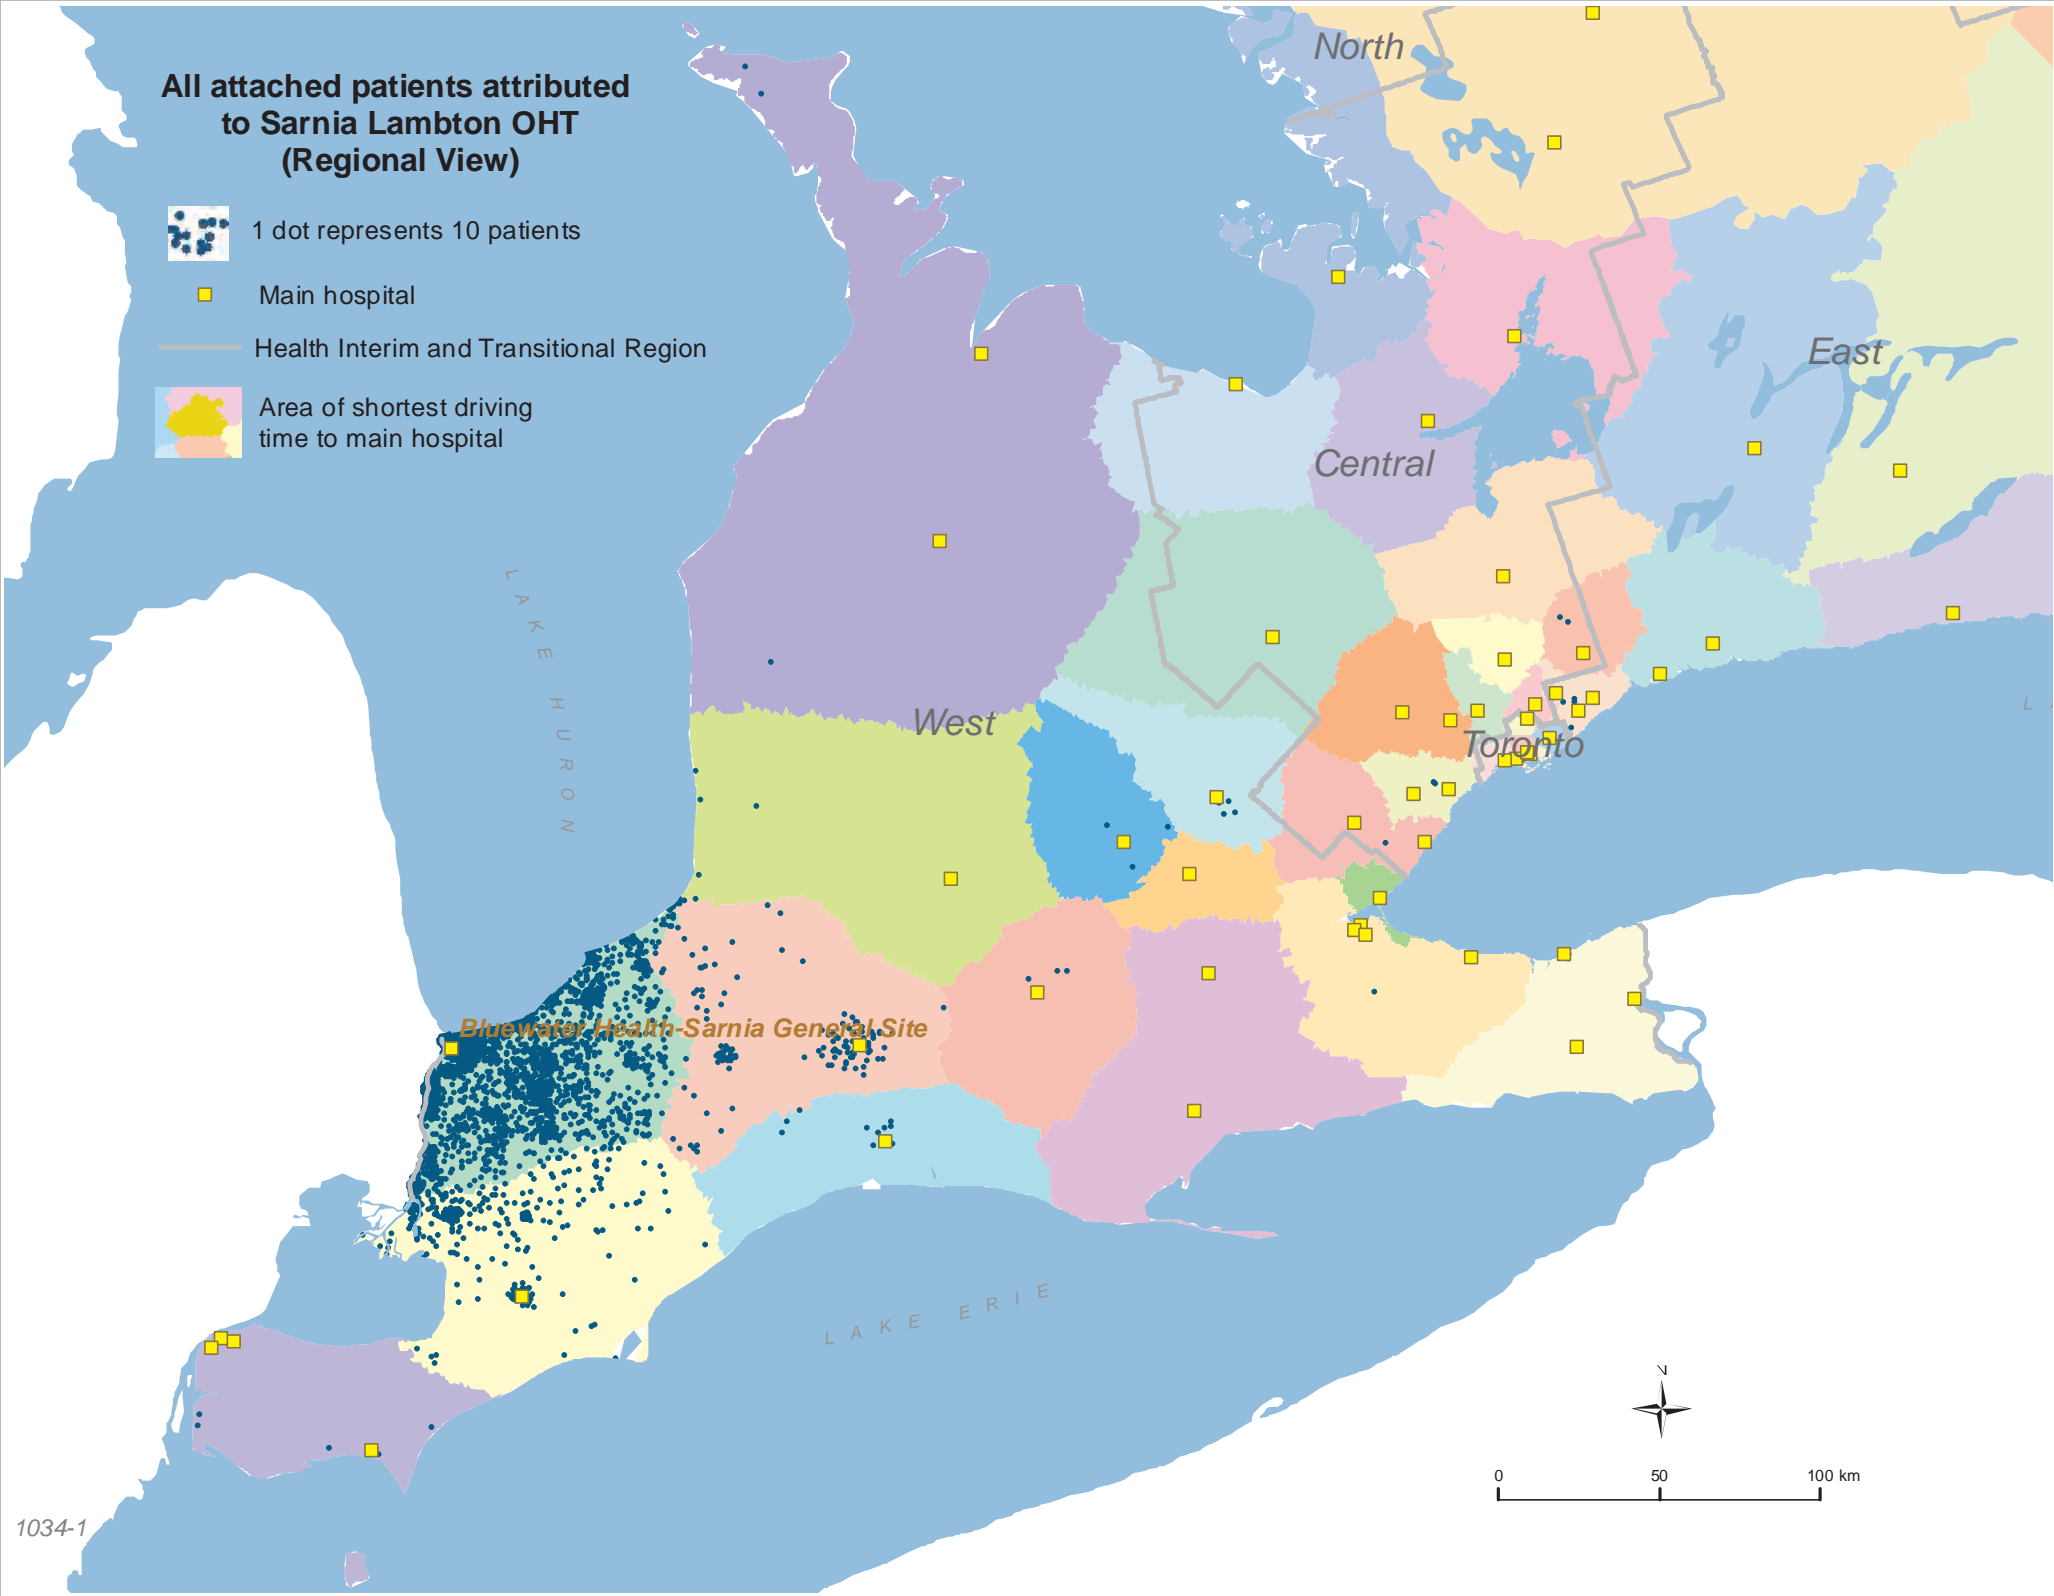 All attached patients attributed
to Sarnia Lambton OHT
(Regional View)
1 dot represents 10 patients
Main hospital
Health Interim and Transitional Region
Area of shortest driving
time to main hospital
North
East
Central
West
Toronto
LAKE HURON
Bluewater Health-Sarnia General Site
LAKE ERIE
L
N
0 50 100 km
1034-1